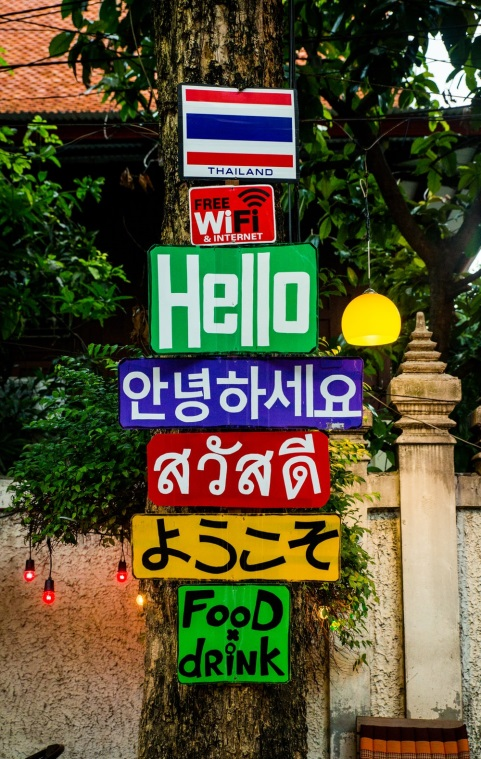 THAILAND
FREE
WiFi
& INTERNET
Hello
안녕하세요
สวัสดี
ようこそ
FooD
x
dRiNK